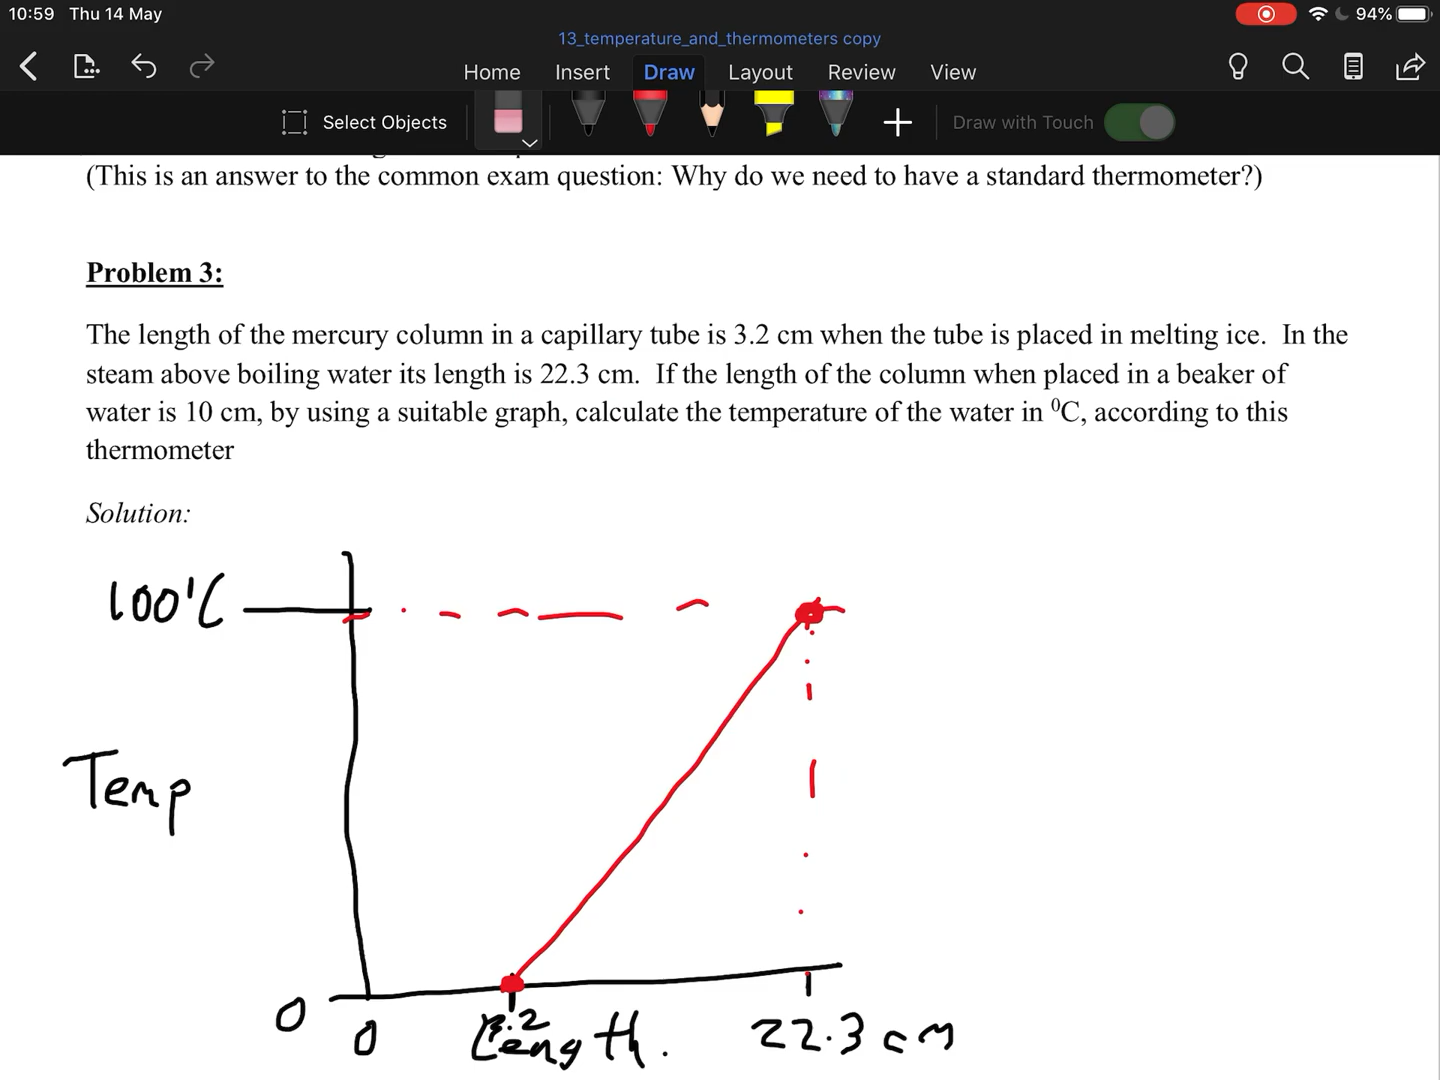 10:59 Thu 14 May
94%
13_temperature_and_thermometers copy
Home Insert Draw Layout Review View
Select Objects
Draw with Touch
(This is an answer to the common exam question: Why do we need to have a standard thermometer?)
Problem 3:
The length of the mercury column in a capillary tube is 3.2 cm when the tube is placed in melting ice. In the
steam above boiling water its length is 22.3 cm. If the length of the column when placed in a beaker of
water is 10 cm, by using a suitable graph, calculate the temperature of the water in ⁰C, according to this
thermometer
Solution:
100°C
Temp
0
0
Length.
22.3 cm